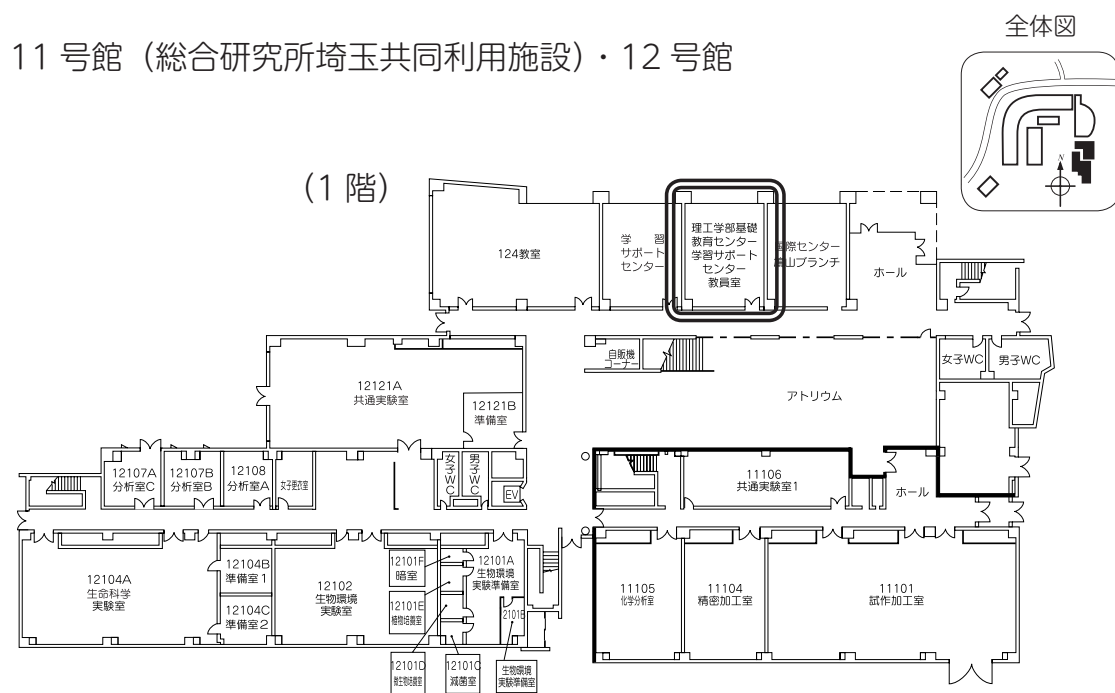 11 号館（総合研究所埼玉共同利用施設）・12 号館
全体図
N
（1 階）
124教室
学　習
サポート
センター
理工学部基礎
教育センター
学習サポート
センター
教員室
国際センター
鳩山ブランチ
ホール
自販機
コーナー
女子WC
男子WC
アトリウム
12121A
共通実験室
12121B
準備室
12107A
分析室C
12107B
分析室B
12108
分析室A
女子更衣室
女子WC
男子WC
EV
11106
共通実験室1
ホール
12104A
生命科学
実験室
12104B
準備室1
12104C
準備室2
12102
生物環境
実験室
12101F
暗室
12101E
植物培養室
12101D
微生物培養室
12101C
滅菌室
12101A
生物環境
実験準備室
2101B
生物環境
実験準備室
11105
化学分析室
11104
精密加工室
11101
試作加工室